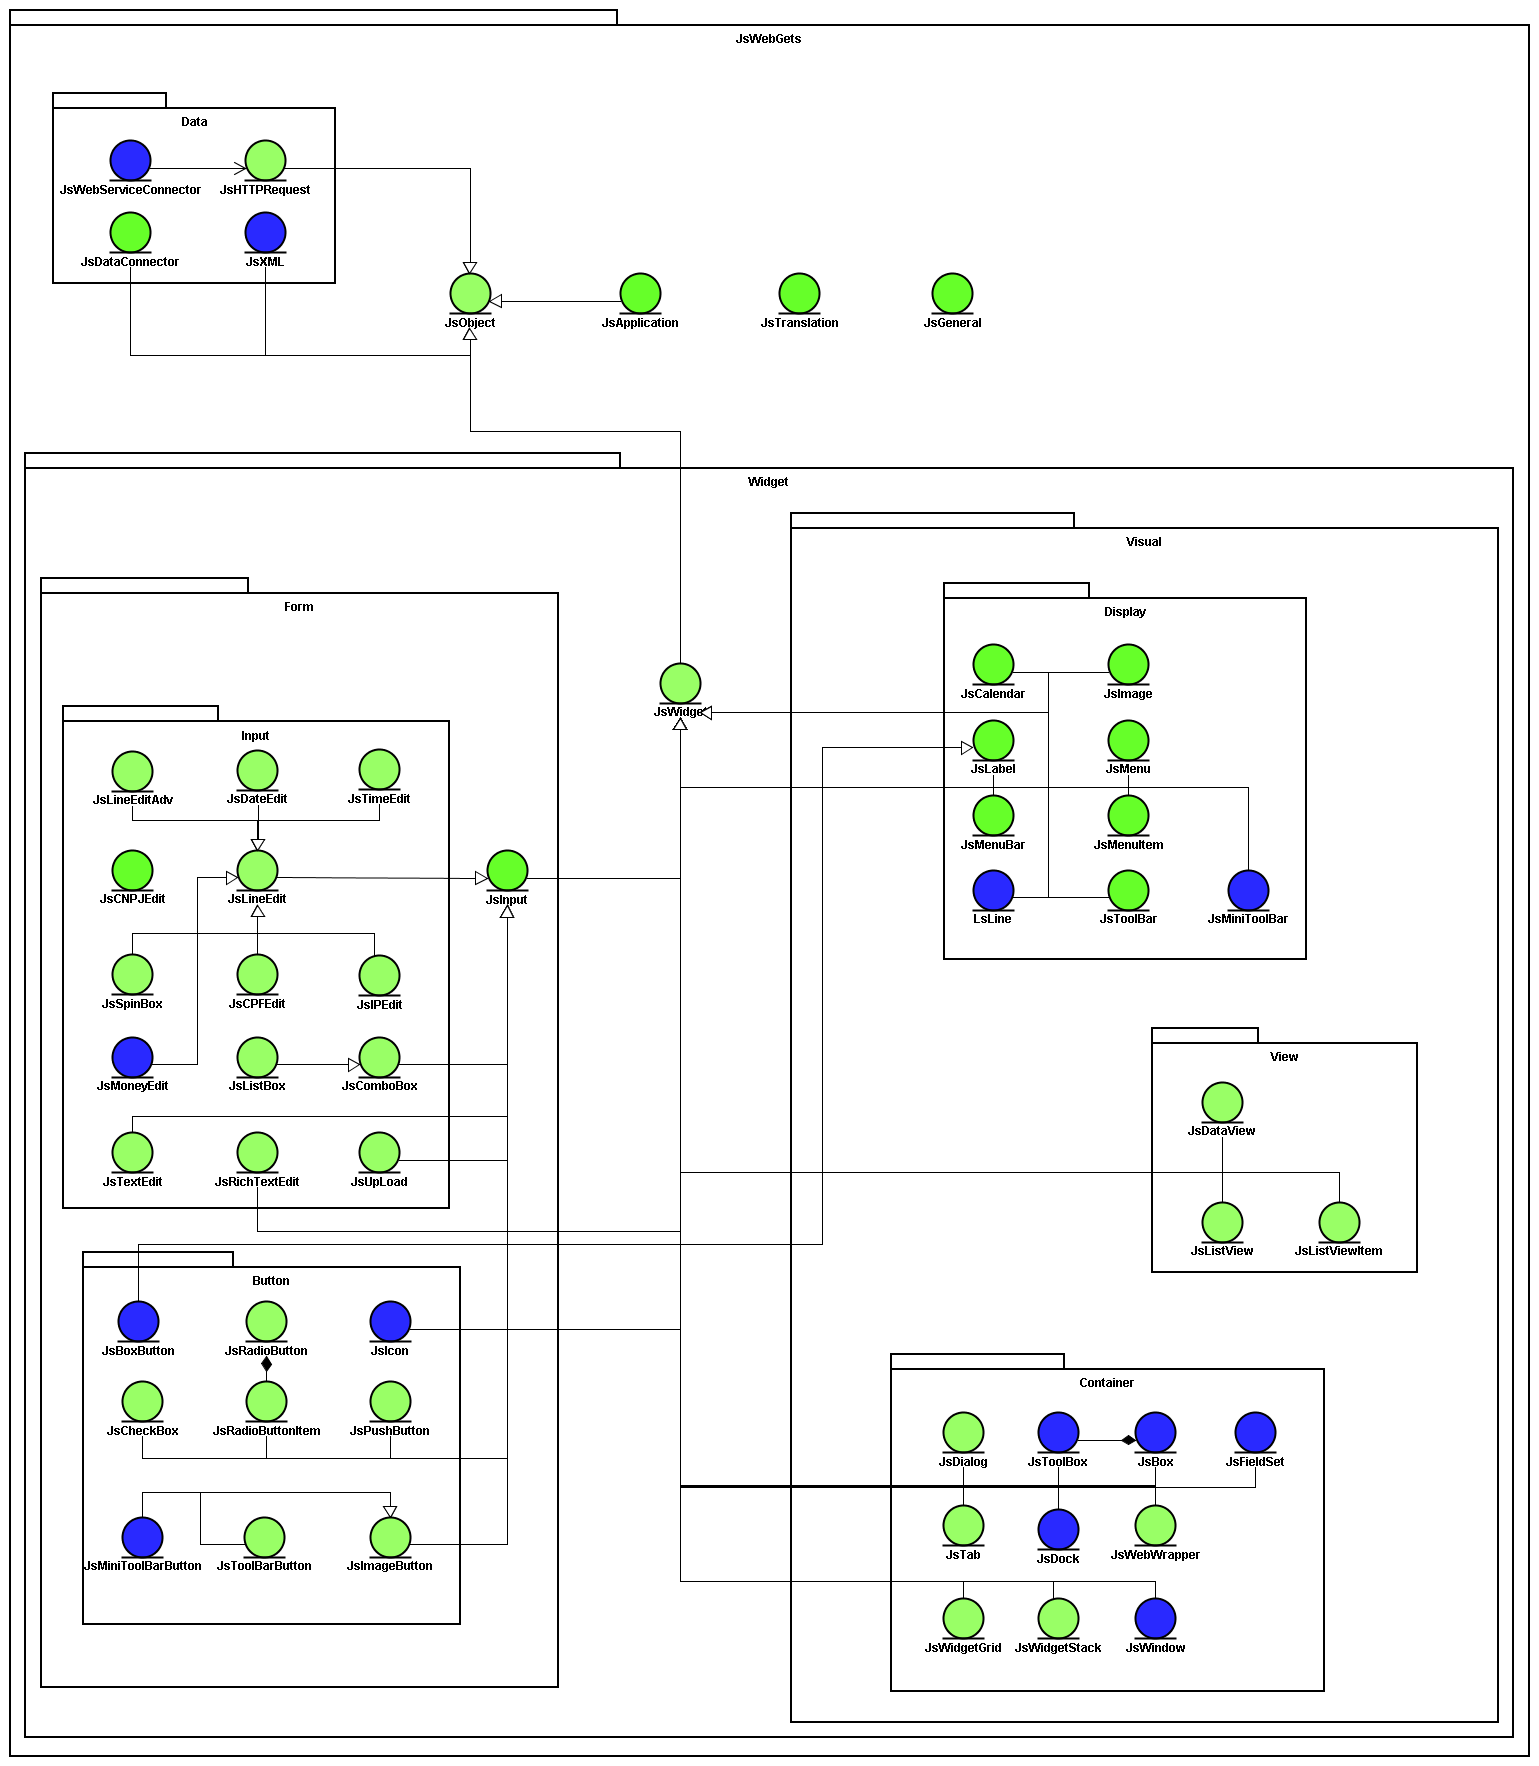 JsWebGets
Data
JsWebServiceConnector JsHTTPRequest
JsDataConnector JsXML
JsObject JsApplication JsTranslation JsGeneral
Widget
Visual
Form
Display
JsWidge
JsCalendar JsImage
Input
JsLabel JsMenu
JsLineEditAdv JsDateEdit JsTimeEdit
JsMenuBar JsMenuItem
JsCNPJEdit JsLineEdit JsInput
LsLine JsToolBar JsMiniToolBar
JsSpinBox JsCPFEdit JsIPEdit
View
JsMoneyEdit JsListBox JsComboBox
JsDataView
JsTextEdit JsRichTextEdit JsUpLoad
JsListView JsListViewItem
Button
JsBoxButton JsRadioButton JsIcon
Container
JsCheckBox JsRadioButtonItem JsPushButton
JsDialog JsToolBox JsBox JsFieldSet
JsTab JsDock JsWebWrapper
JsMiniToolBarButton JsToolBarButton JsImageButton
JsWidgetGrid JsWidgetStack JsWindow